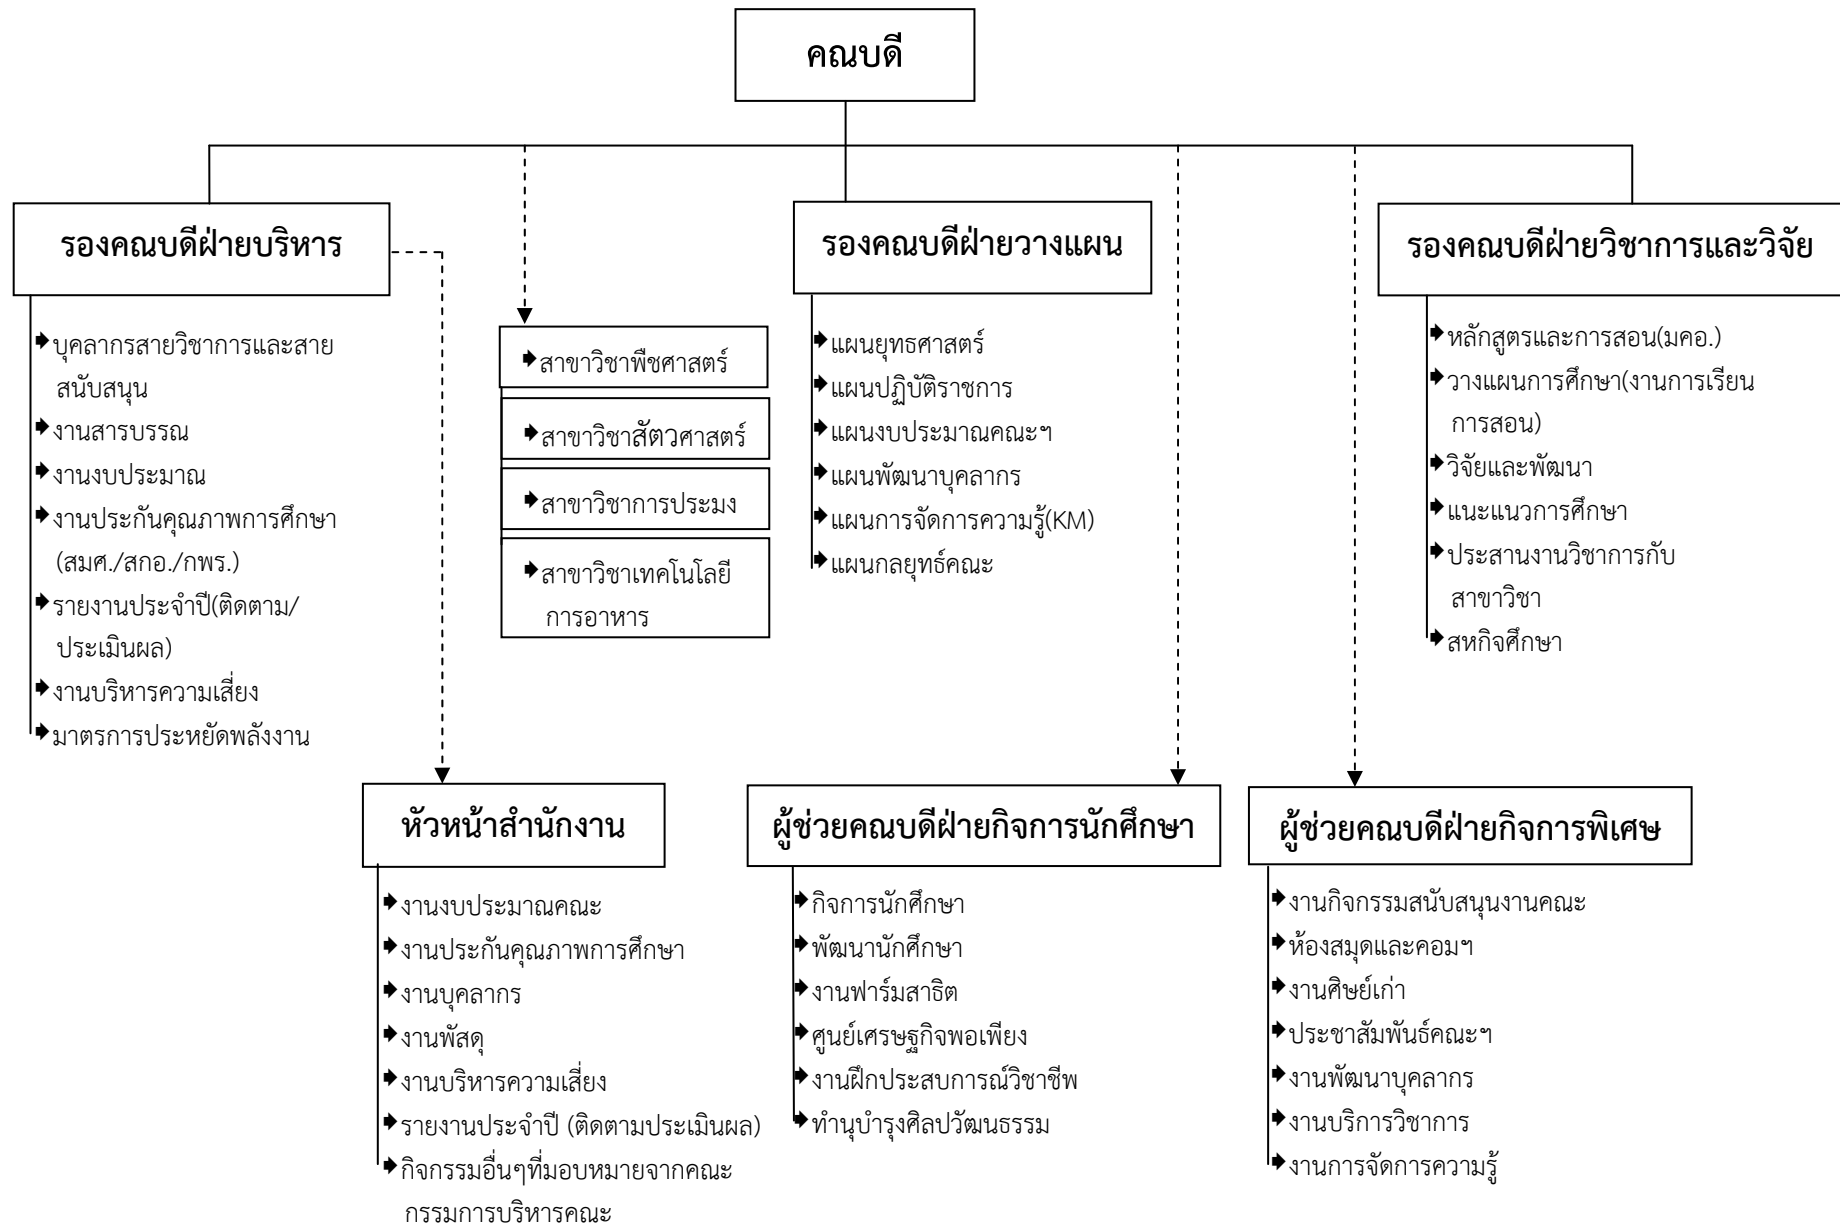 คณบดี
รองคณบดีฝ่ายบริหาร
บุคลากรสายวิชาการและสาย
สนับสนุน
งานสารบรรณ
งานงบประมาณ
งานประกันคุณภาพการศึกษา
(สมศ./สกอ./กพร.)
รายงานประจำปี(ติดตาม/
ประเมินผล)
งานบริหารความเสี่ยง
มาตรการประหยัดพลังงาน
สาขาวิชาพืชศาสตร์
สาขาวิชาสัตวศาสตร์
สาขาวิชาการประมง
สาขาวิชาเทคโนโลยี
การอาหาร
รองคณบดีฝ่ายวางแผน
แผนยุทธศาสตร์
แผนปฏิบัติราชการ
แผนงบประมาณคณะฯ
แผนพัฒนาบุคลากร
แผนการจัดการความรู้(KM)
แผนกลยุทธ์คณะ
รองคณบดีฝ่ายวิชาการและวิจัย
หลักสูตรและการสอน(มคอ.)
วางแผนการศึกษา(งานการเรียน
การสอน)
วิจัยและพัฒนา
แนะแนวการศึกษา
ประสานงานวิชาการกับ
สาขาวิชา
สหกิจศึกษา
หัวหน้าสำนักงาน
งานงบประมาณคณะ
งานประกันคุณภาพการศึกษา
งานบุคลากร
งานพัสดุ
งานบริหารความเสี่ยง
รายงานประจำปี (ติดตามประเมินผล)
กิจกรรมอื่นๆที่มอบหมายจากคณะ
กรรมการบริหารคณะ
ผู้ช่วยคณบดีฝ่ายกิจการนักศึกษา
กิจการนักศึกษา
พัฒนานักศึกษา
งานฟาร์มสาธิต
ศูนย์เศรษฐกิจพอเพียง
งานฝึกประสบการณ์วิชาชีพ
ทำนุบำรุงศิลปวัฒนธรรม
ผู้ช่วยคณบดีฝ่ายกิจการพิเศษ
งานกิจกรรมสนับสนุนงานคณะ
ห้องสมุดและคอมฯ
งานศิษย์เก่า
ประชาสัมพันธ์คณะฯ
งานพัฒนาบุคลากร
งานบริการวิชาการ
งานการจัดการความรู้